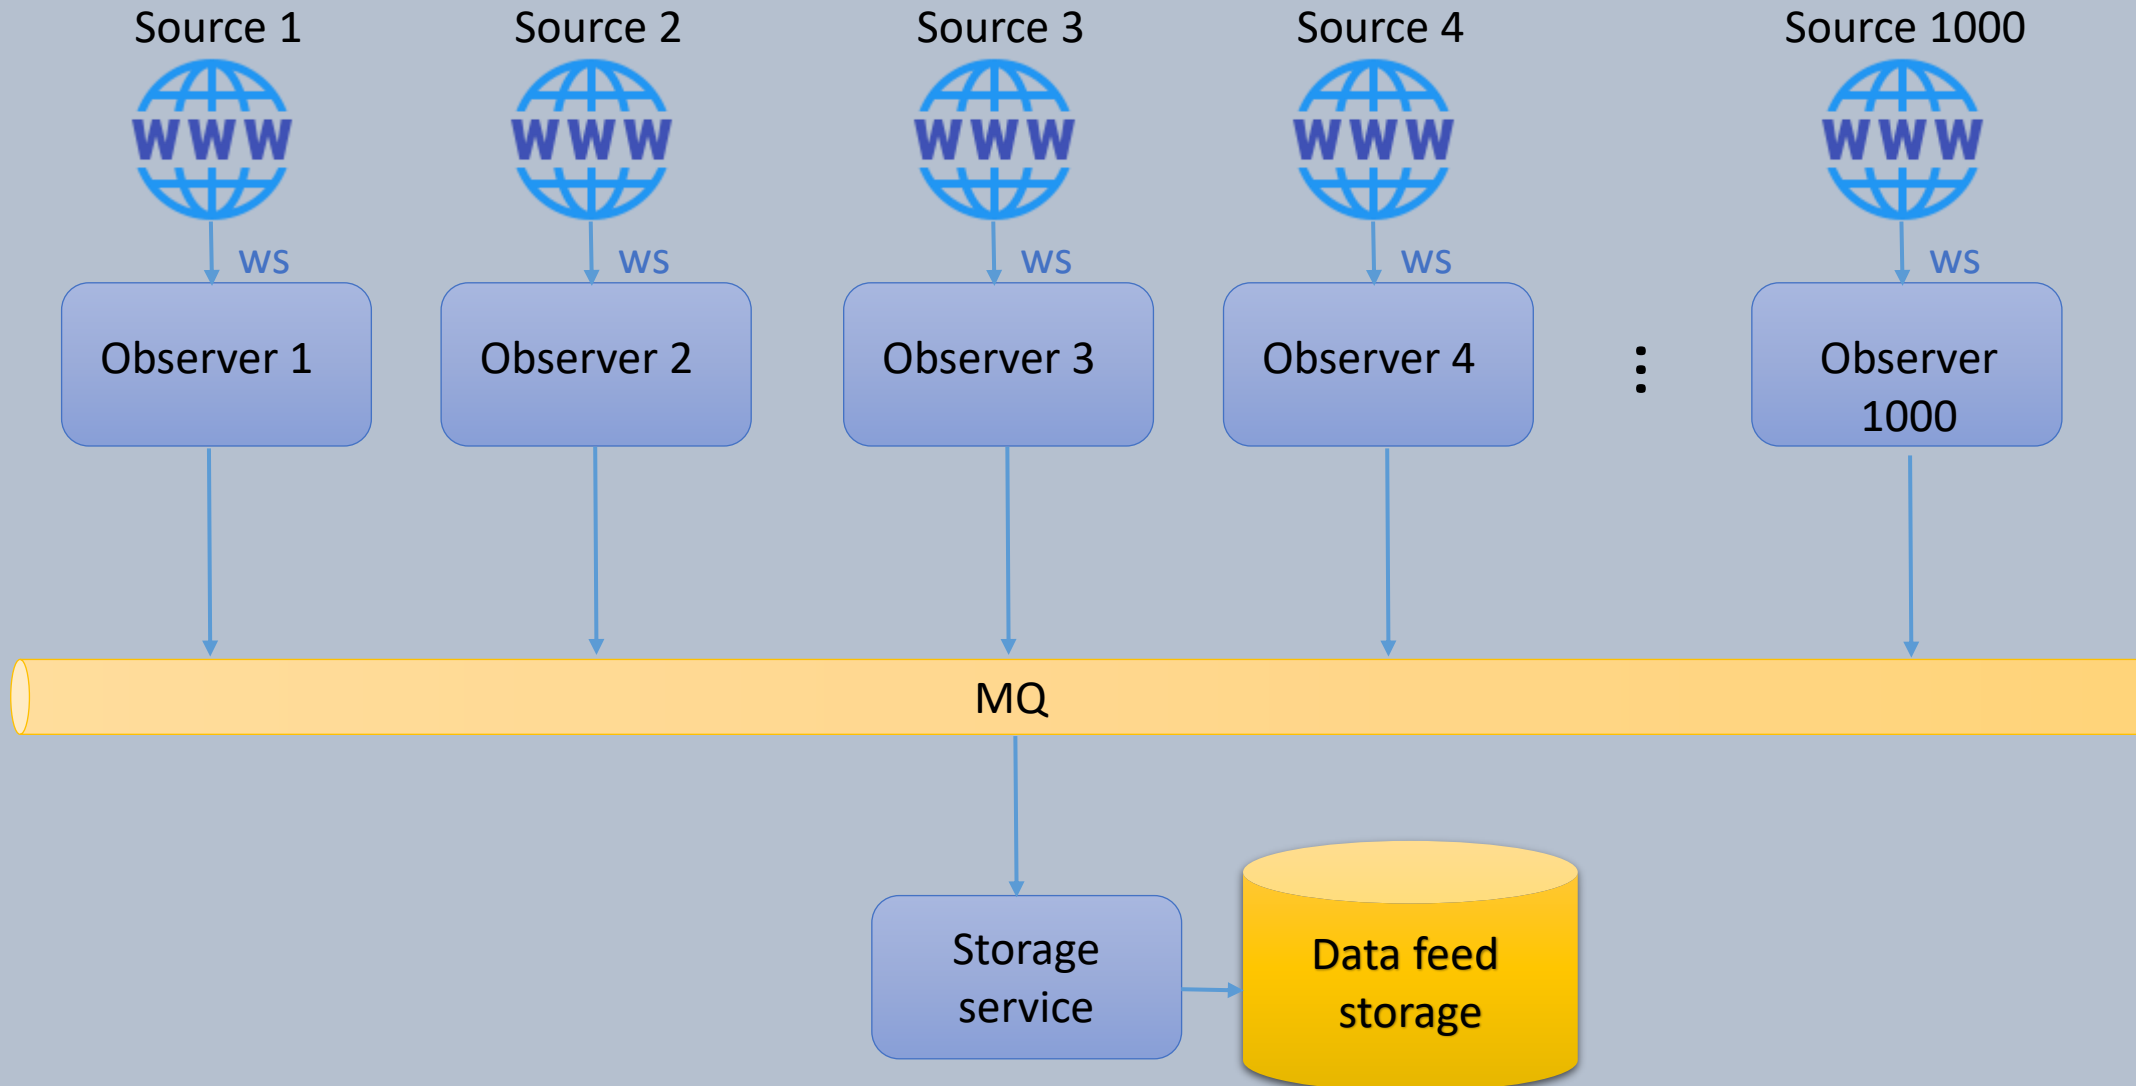 Source 1
Source 2
Source 3
Source 4
Source 1000
WWW
WWW
WWW
WWW
WWW
ws
ws
ws
ws
ws
Observer 1
Observer 2
Observer 3
Observer 4
Observer
1000
MQ
Storage
service
Data feed
storage